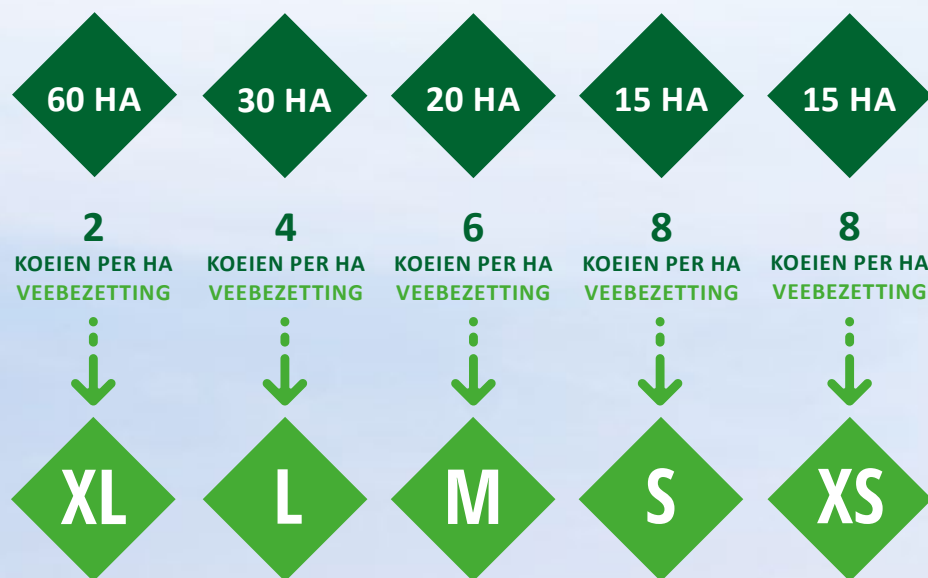 60 HA 30 HA 20 HA 15 HA 15 HA
2 4 6 8 8
KOEIEN PER HA KOEIEN PER HA KOEIEN PER HA KOEIEN PER HA KOEIEN PER HA
VEEBEZETTING VEEBEZETTING VEEBEZETTING VEEBEZETTING VEEBEZETTING
XL L M S XS